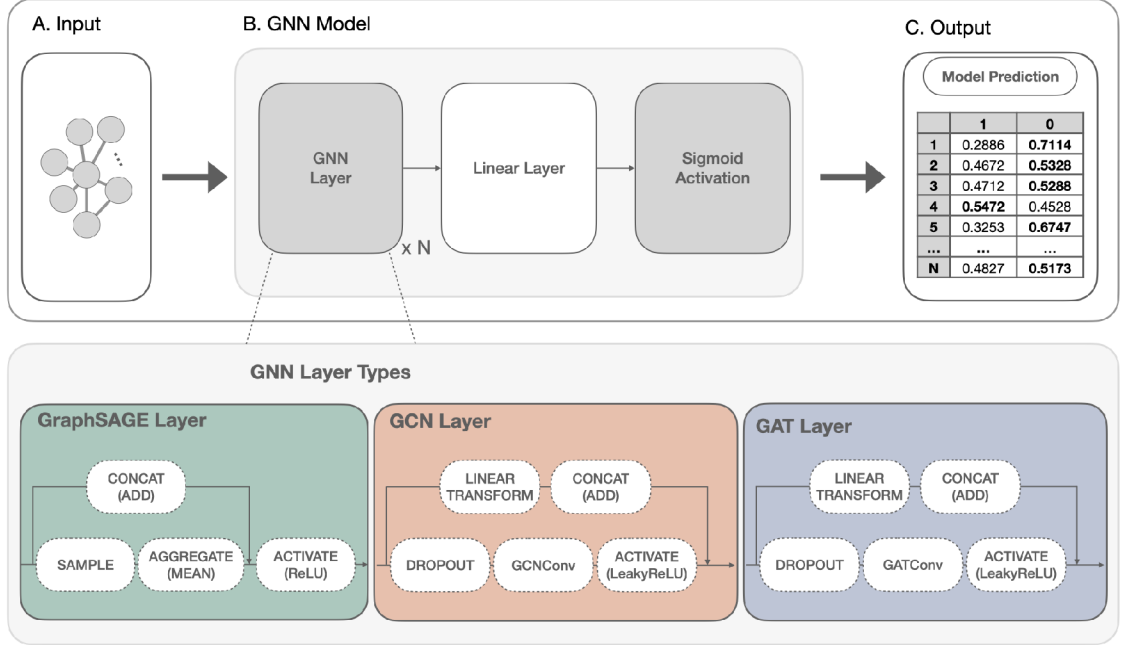 A. Input
B. GNN Model
C. Output
GNN
Layer
x N
Linear Layer
Sigmoid
Activation
Model Prediction
1 0
1 0.2886 0.7114
2 0.4672 0.5328
3 0.4712 0.5288
4 0.5472 0.4528
5 0.3253 0.6747
... ... ...
N 0.4827 0.5173
GNN Layer Types
GraphSAGE Layer
CONCAT
(ADD)
SAMPLE
AGGREGATE
(MEAN)
ACTIVATE
(ReLU)
GCN Layer
LINEAR
TRANSFORM
CONCAT
(ADD)
DROPOUT
GCNConv
ACTIVATE
(LeakyReLU)
GAT Layer
LINEAR
TRANSFORM
CONCAT
(ADD)
DROPOUT
GATConv
ACTIVATE
(LeakyReLU)